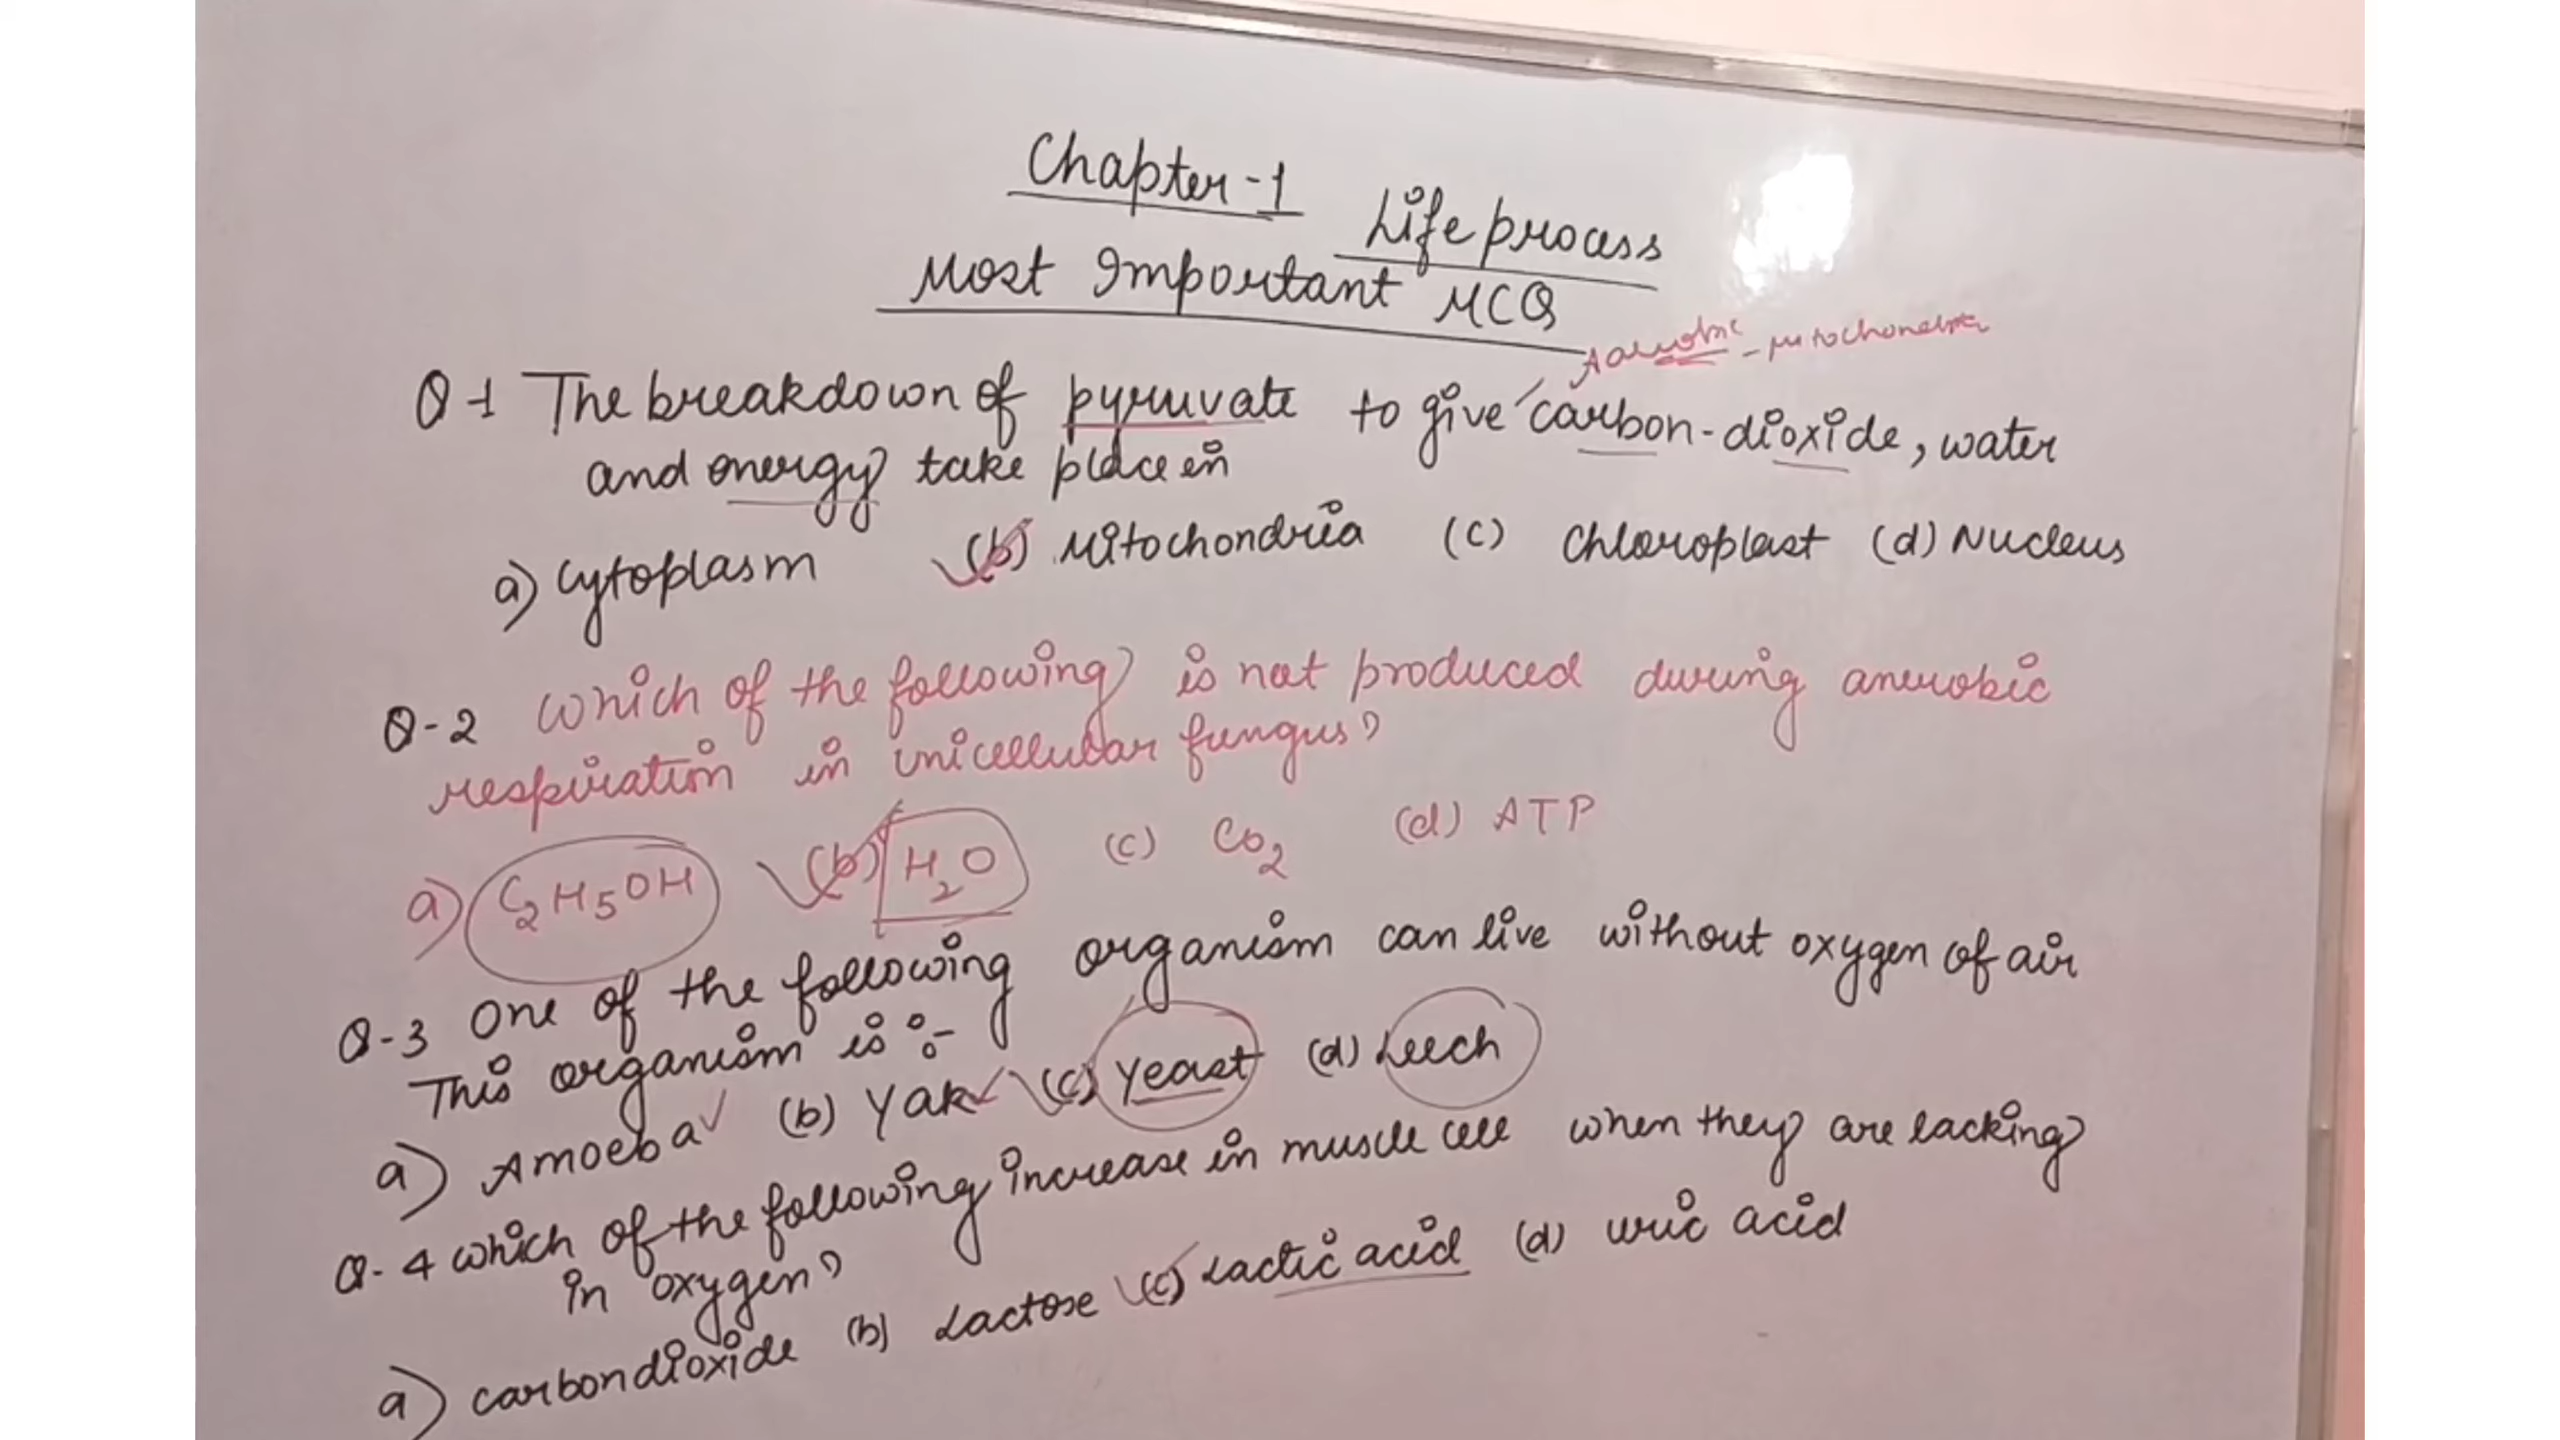 Chapter-1 Life process
Most Important MCQs
Aarobic - Mitochondria
Q-1 The breakdown of pyruvate to give carbon-dioxide, water
and energy take place in
a) Cytoplasm (b) Mitochondria (c) Chloroplast (d) Nucleus
Q-2 Which of the following is not produced during anerobic
respiration in unicellular fungus?
a) C2H5OH (b) H2O (c) CO2 (d) ATP
Q-3 One of the following organism can live without oxygen of air
This organism is :-
a) Amoeba (b) Yak (c) Yeast (d) Leech
Q-4 which of the following increase in muscle cell when they are lacking
in oxygen?
a) carbondioxide (b) Lactose (c) Lactic acid (d) uric acid